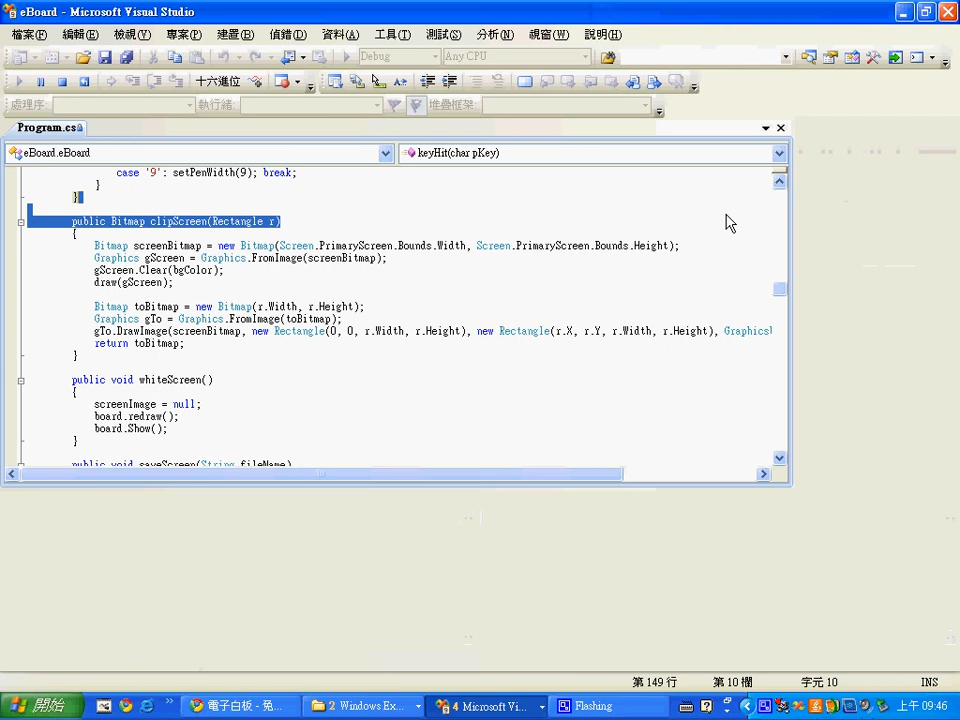 eBoard - Microsoft Visual Studio
檔案(F) 編輯(E) 檢視(V) 專案(P) 建置(B) 偵錯(D) 資料(A) 工具(T) 測試(S) 分析(N) 視窗(W) 說明(H)
Debug Any CPU
十六進位
處理序: 執行緒: 堆疊框架:
Program.cs
eBoard.eBoard keyHit(char pKey)
case '9': setPenWidth(9); break;
}
}
public Bitmap clipScreen(Rectangle r)
{
Bitmap screenBitmap = new Bitmap(Screen.PrimaryScreen.Bounds.Width, Screen.PrimaryScreen.Bounds.Height);
Graphics gScreen = Graphics.FromImage(screenBitmap);
gScreen.Clear(bgColor);
draw(gScreen);
Bitmap toBitmap = new Bitmap(r.Width, r.Height);
Graphics gTo = Graphics.FromImage(toBitmap);
gTo.DrawImage(screenBitmap, new Rectangle(0, 0, r.Width, r.Height), new Rectangle(r.X, r.Y, r.Width, r.Height), Graphics
return toBitmap;
}
public void whiteScreen()
{
screenImage = null;
board.redraw();
board.Show();
}
public void saveScreen(String fileName)
第 149 行 第 10 欄 字元 10 INS
開始 電子白板 - 兔... 2 Windows Ex... 4 Microsoft Vi... Flashing 上午 09:46